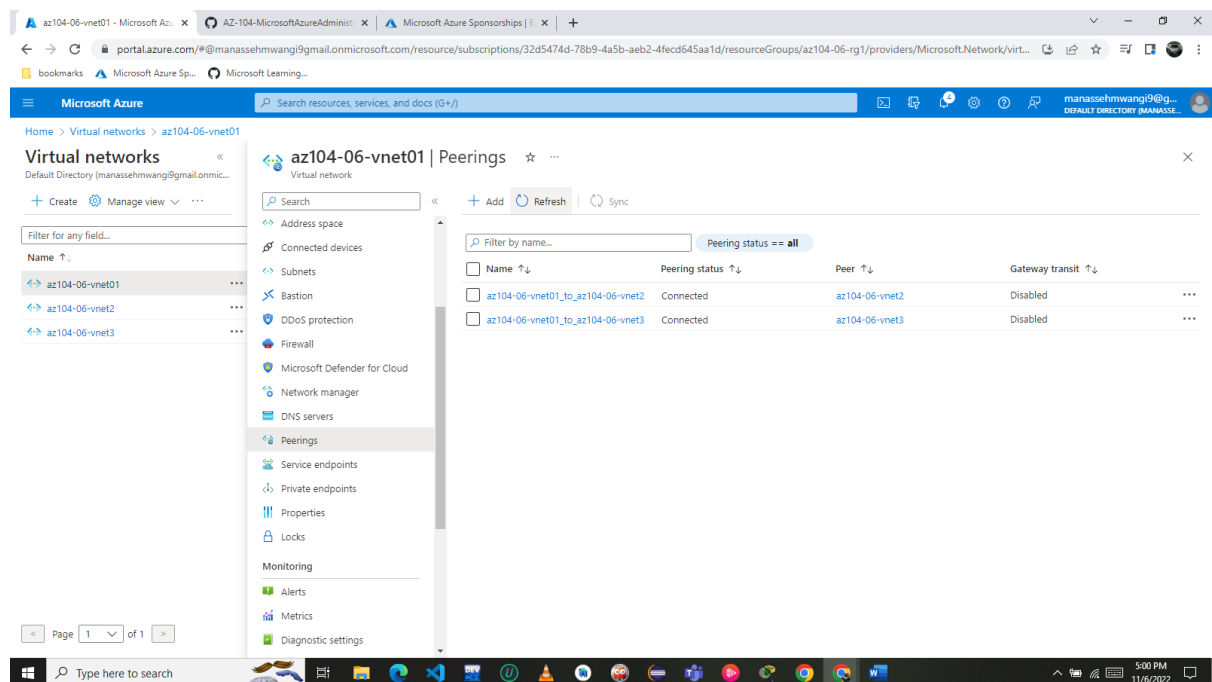 az104-06-vnet01 - Microsoft Azu
AZ-104-MicrosoftAzureAdminist
Microsoft Azure Sponsorships | B
portal.azure.com/#@manassehmwangi9gmail.onmicrosoft.com/resource/subscriptions/32d5474d-78b9-4a5b-aeb2-4fecd645aa1d/resourceGroups/az104-06-rg1/providers/Microsoft.Network/virt...
bookmarks
Microsoft Azure Sp...
Microsoft Learning...
Microsoft Azure
Search resources, services, and docs (G+/)
4
manassehmwangi9@g...
DEFAULT DIRECTORY (MANASSE...
Home > Virtual networks > az104-06-vnet01
Virtual networks
Default Directory (manassehmwangi9gmail.onmic...
+ Create
Manage view
...
Filter for any field...
Name ↑↓
az104-06-vnet01 ...
az104-06-vnet2 ...
az104-06-vnet3 ...
< Page 1 of 1 >
az104-06-vnet01 | Peerings ...
Virtual network
Search
«
Address space
Connected devices
Subnets
Bastion
DDoS protection
Firewall
Microsoft Defender for Cloud
Network manager
DNS servers
Peerings
Service endpoints
Private endpoints
Properties
Locks
Monitoring
Alerts
Metrics
Diagnostic settings
+ Add Refresh Sync
Filter by name...
Peering status == all
Name ↑↓ Peering status ↑↓ Peer ↑↓ Gateway transit ↑↓
az104-06-vnet01_to_az104-06-vnet2 Connected az104-06-vnet2 Disabled ...
az104-06-vnet01_to_az104-06-vnet3 Connected az104-06-vnet3 Disabled ...
Type here to search
DEV
W
5:00 PM
11/6/2022